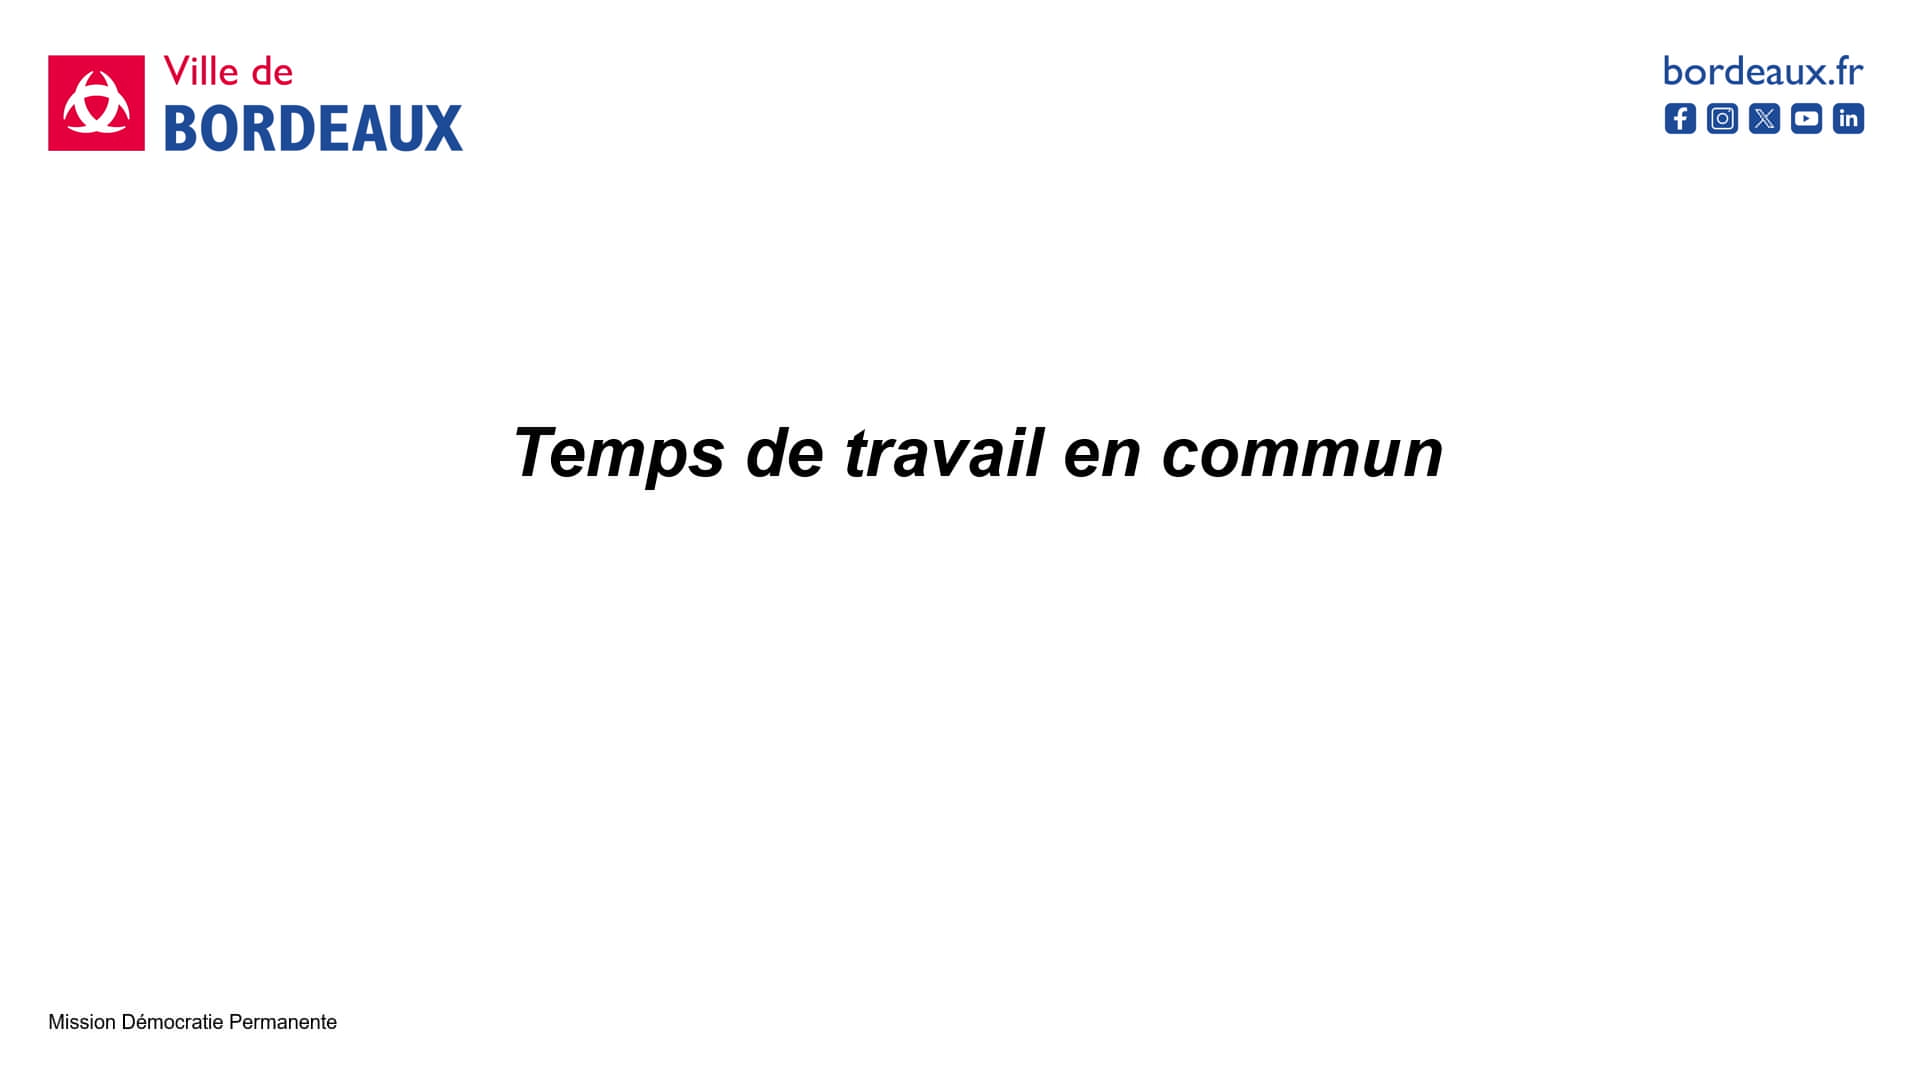 Ville de
BORDEAUX
bordeaux.fr
Temps de travail en commun
Mission Démocratie Permanente